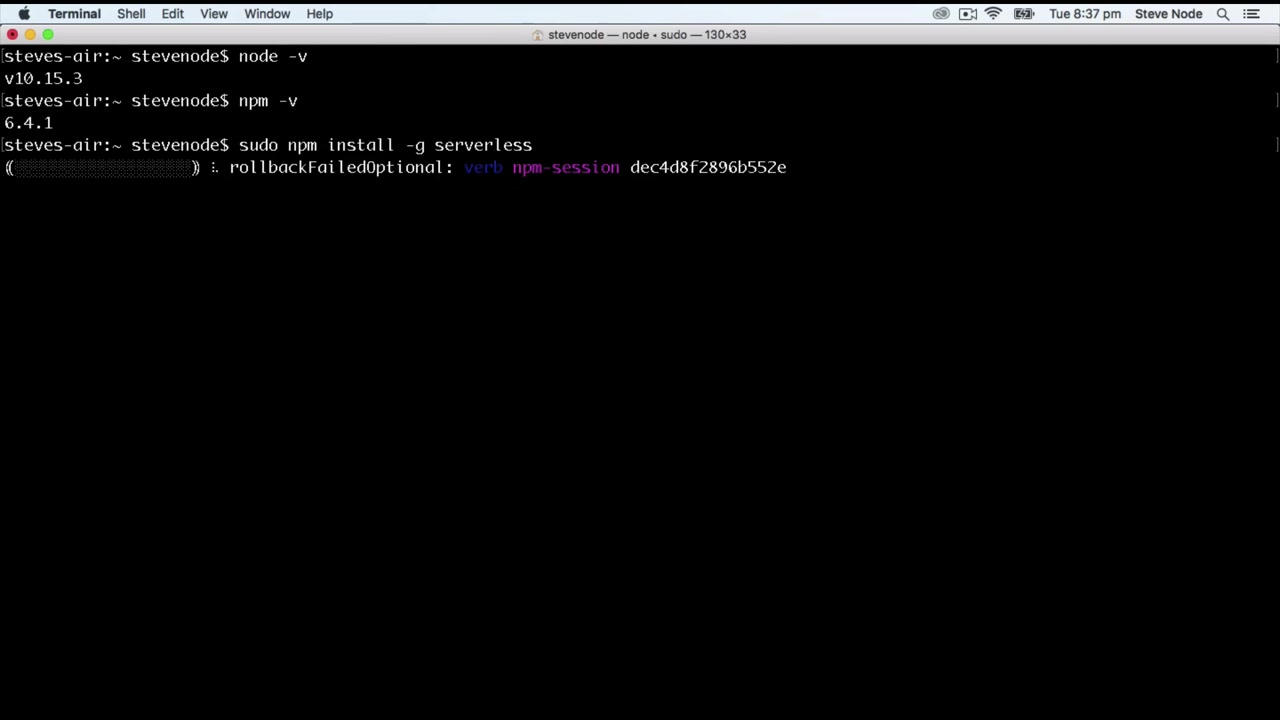 Terminal Shell Edit View Window Help Tue 8:37 pm Steve Node
stevenode — node • sudo — 130×33
[steves-air:~ stevenode$ node -v ]
v10.15.3
[steves-air:~ stevenode$ npm -v ]
6.4.1
[steves-air:~ stevenode$ sudo npm install -g serverless ]
(░░░░░░░░░░░░░░░░░░) ⠧ rollbackFailedOptional: verb npm-session dec4d8f2896b552e